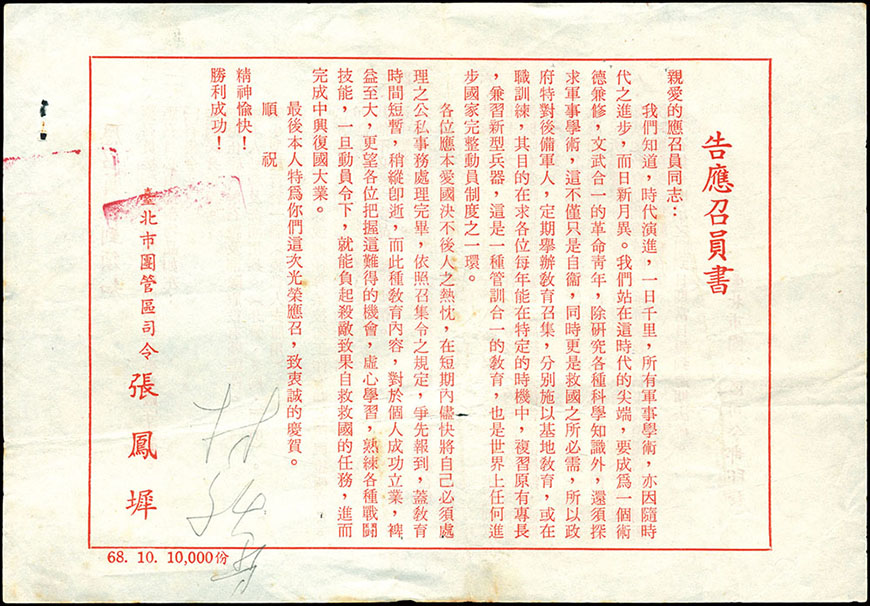 告應召員書
親愛的應召員同志：
我們知道，時代演進，一日千里，所有軍事學術，亦因隨時
代之進步，而日新月異。我們站在這時代的尖端，要成爲一個術
德兼修，文武合一的革命靑年，除硏究各種科學知識外，還須探
求軍事學術，這不僅只是自衞，同時更是救國之所必需，所以政
府特對後備軍人，定期舉辦敎育召集，分別施以基地敎育，或在
職訓練，其目的在求各位每年能在特定的時機中，複習原有專長
，兼習新型兵器，這是一種管訓合一的敎育，也是世界上任何進
步國家完整動員制度之一環。
各位應本愛國決不後人之熱忱，在短期內儘快將自己必須處
理之公私事務處理完畢，依照召集令之規定，爭先報到，蓋敎育
時間短暫，稍縱卽逝，而此種敎育內容，對於個人成功立業，裨
益至大，更望各位把握這難得的機會，虛心學習，熟練各種戰鬪
技能，一旦動員令下，就能負起殺敵致果自救救國的任務，進而
完成中興復國大業。
最後本人特爲你們這次光榮應召，致衷誠的慶賀。
順祝
精神愉快！
勝利成功！
臺北市團管區司令 張鳳墀
68. 10. 10,000份